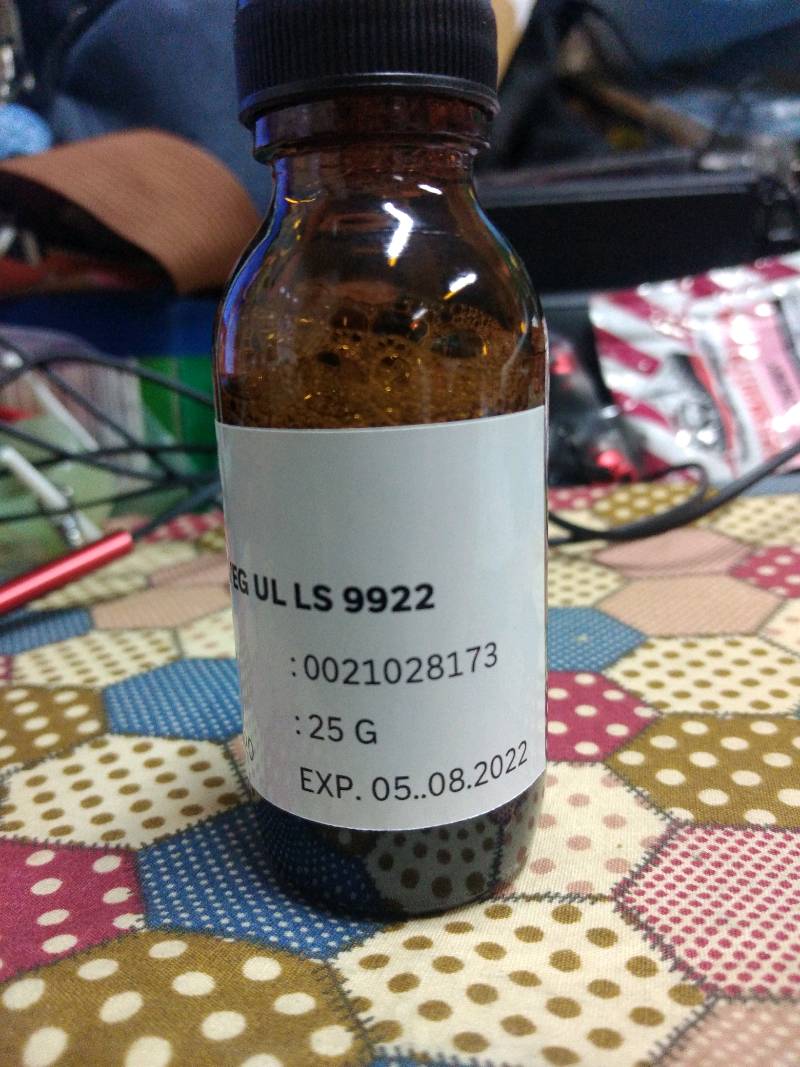 EG UL LS 9922
: 0021028173
: 25 G
EXP. 05..08.2022